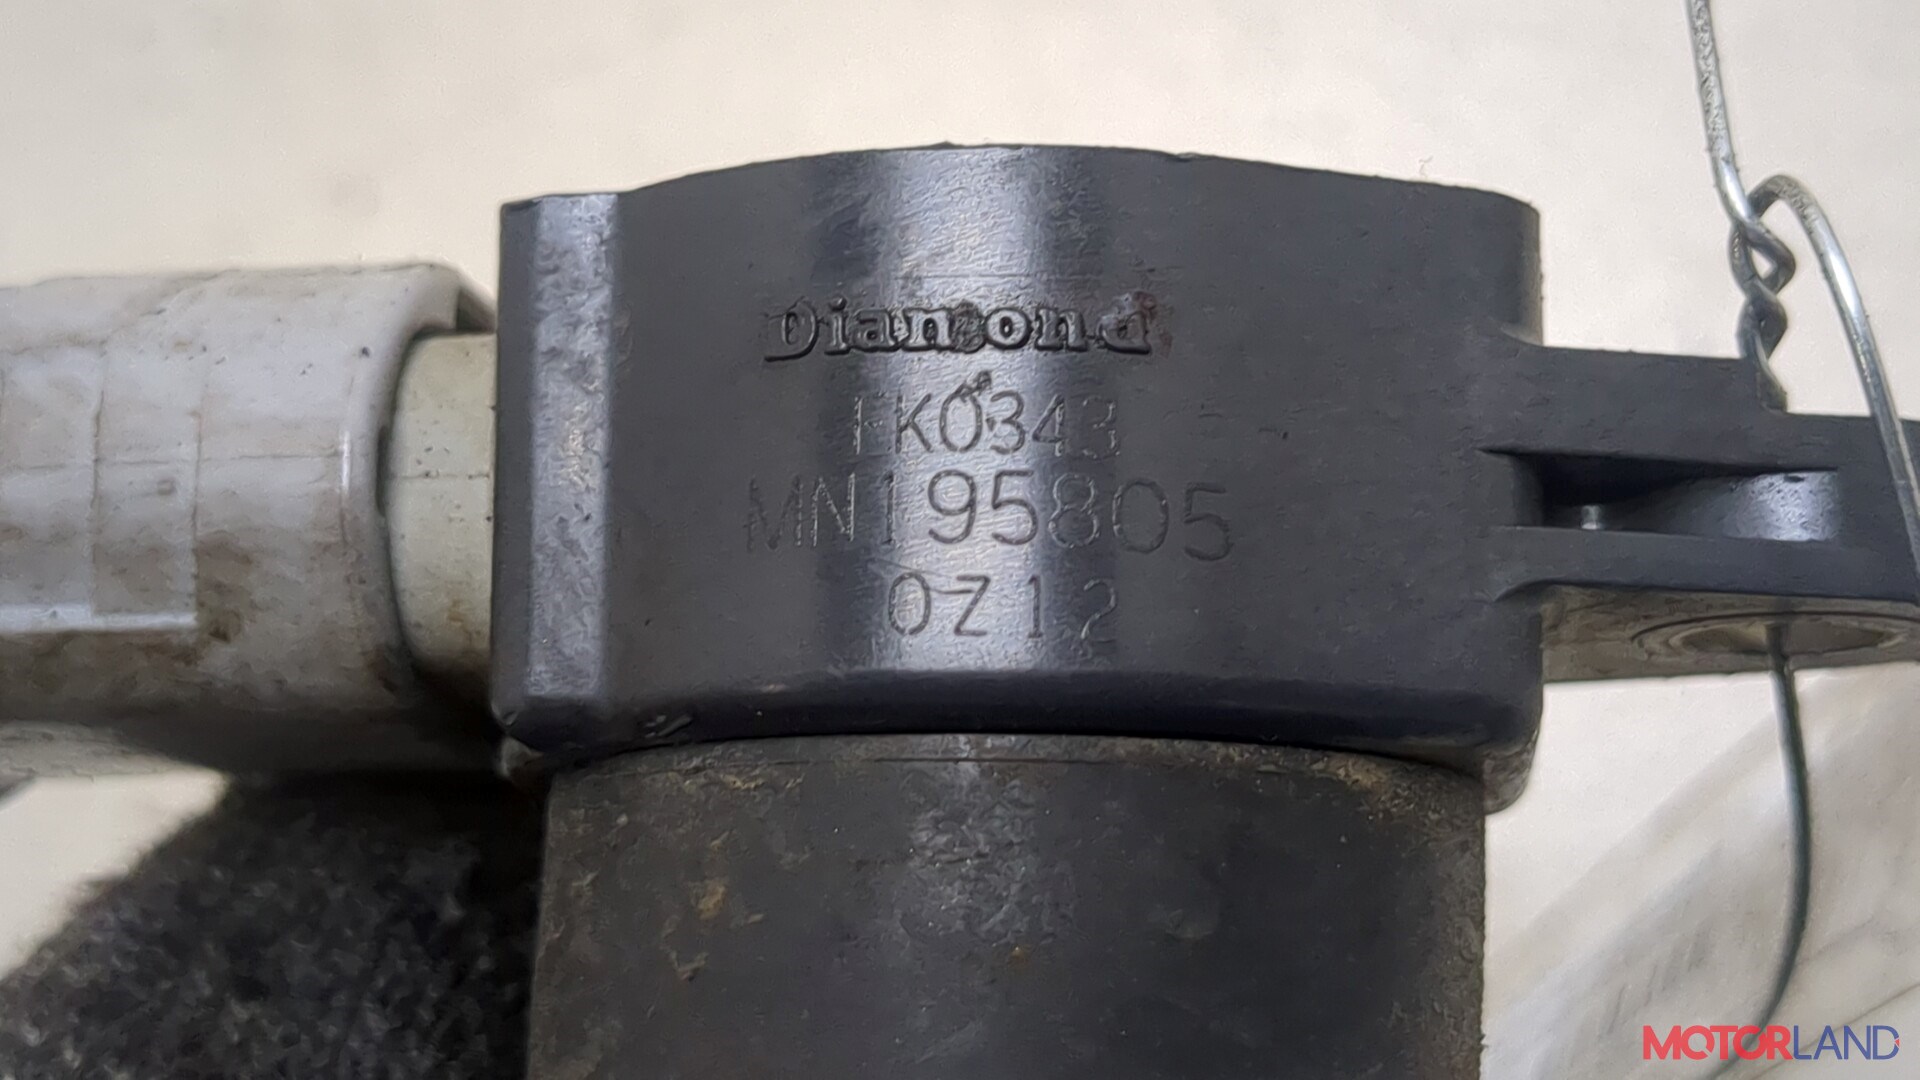 Diamond
FK0343
MN195805
0Z12
MOTORLAND